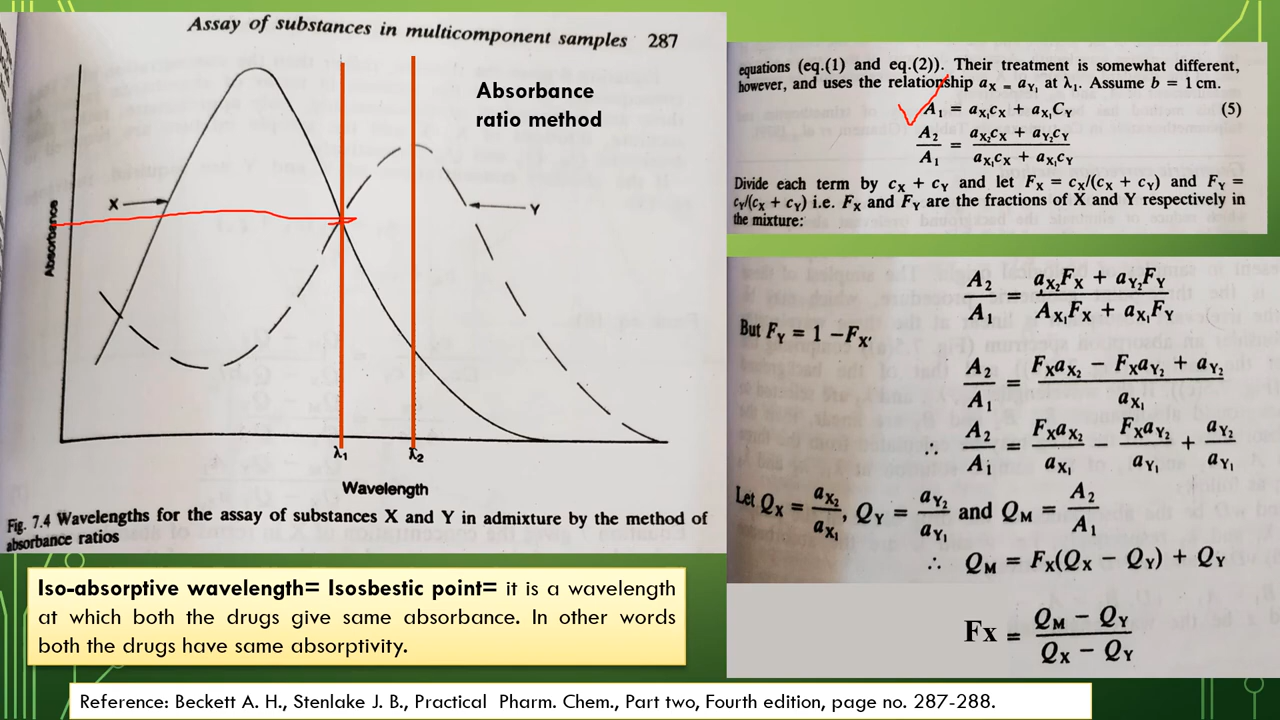 Assay of substances in multicomponent samples 287
Absorbance
ratio method
X
Y
Absorbance
λ₁
λ₂
Wavelength
Fig. 7.4 Wavelengths for the assay of substances X and Y in admixture by the method of
absorbance ratios
Iso-absorptive wavelength= Isosbestic point= it is a wavelength
at which both the drugs give same absorbance. In other words
both the drugs have same absorptivity.
equations (eq.(1) and eq.(2)). Their treatment is somewhat different,
however, and uses the relationship aX = aY₁ at λ₁. Assume b = 1 cm.
A₁ = aX₁cX + aX₁CY (5)
A₂/A₁ = (aX₂cX + aY₂cY)/(aX₁cX + aX₁cY)
Divide each term by cX + cY and let FX = cX/(cX + cY) and FY =
cY/(cX + cY) i.e. FX and FY are the fractions of X and Y respectively in
the mixture:
A₂/A₁ = (aX₂FX + aY₂FY)/(AX₁FX + aX₁FY)
But FY = 1 −FX,
A₂/A₁ = (FXaX₂ − FXaY₂ + aY₂)/aX₁
∴ A₂/A₁ = FXaX₂/aX₁ − FXaY₂/aY₁ + aY₂/aY₁
Let QX = aX₂/aX₁, QY = aY₂/aY₁ and QM = A₂/A₁
∴ QM = FX(QX − QY) + QY
Fx = (QM − QY)/(QX − QY)
Reference: Beckett A. H., Stenlake J. B., Practical Pharm. Chem., Part two, Fourth edition, page no. 287-288.